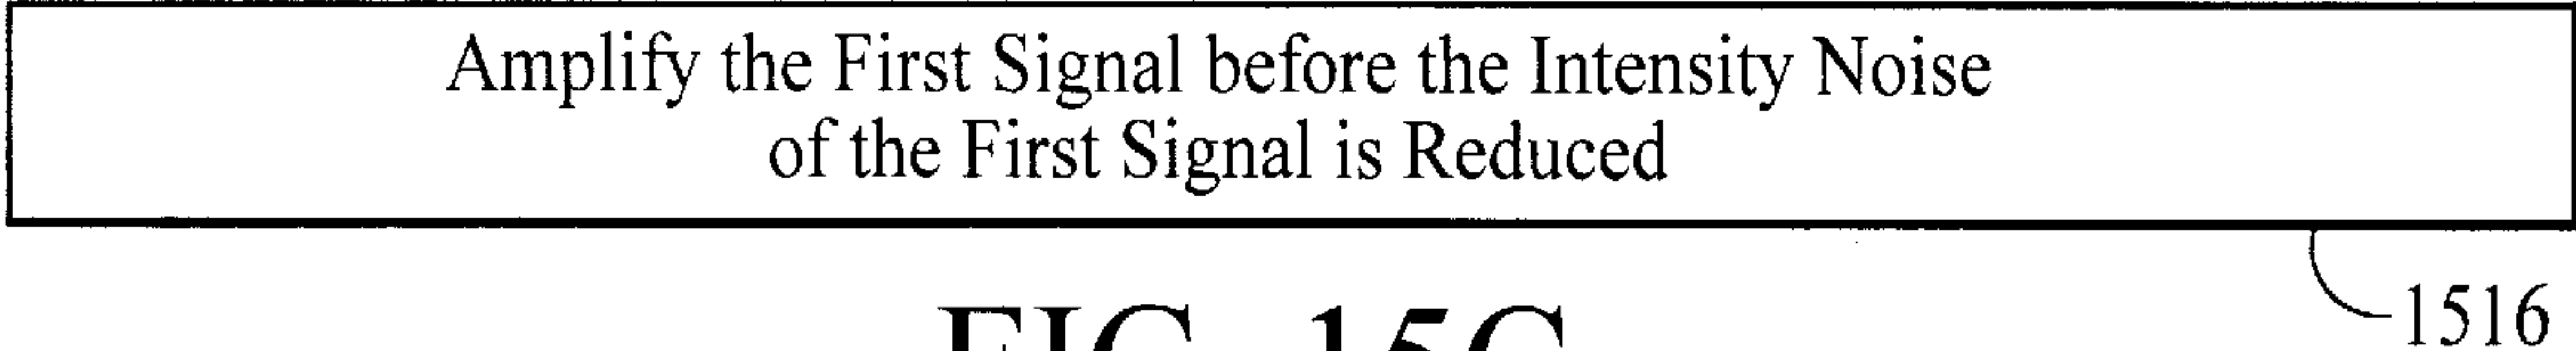 Amplify the First Signal before the Intensity Noise
of the First Signal is Reduced
1516